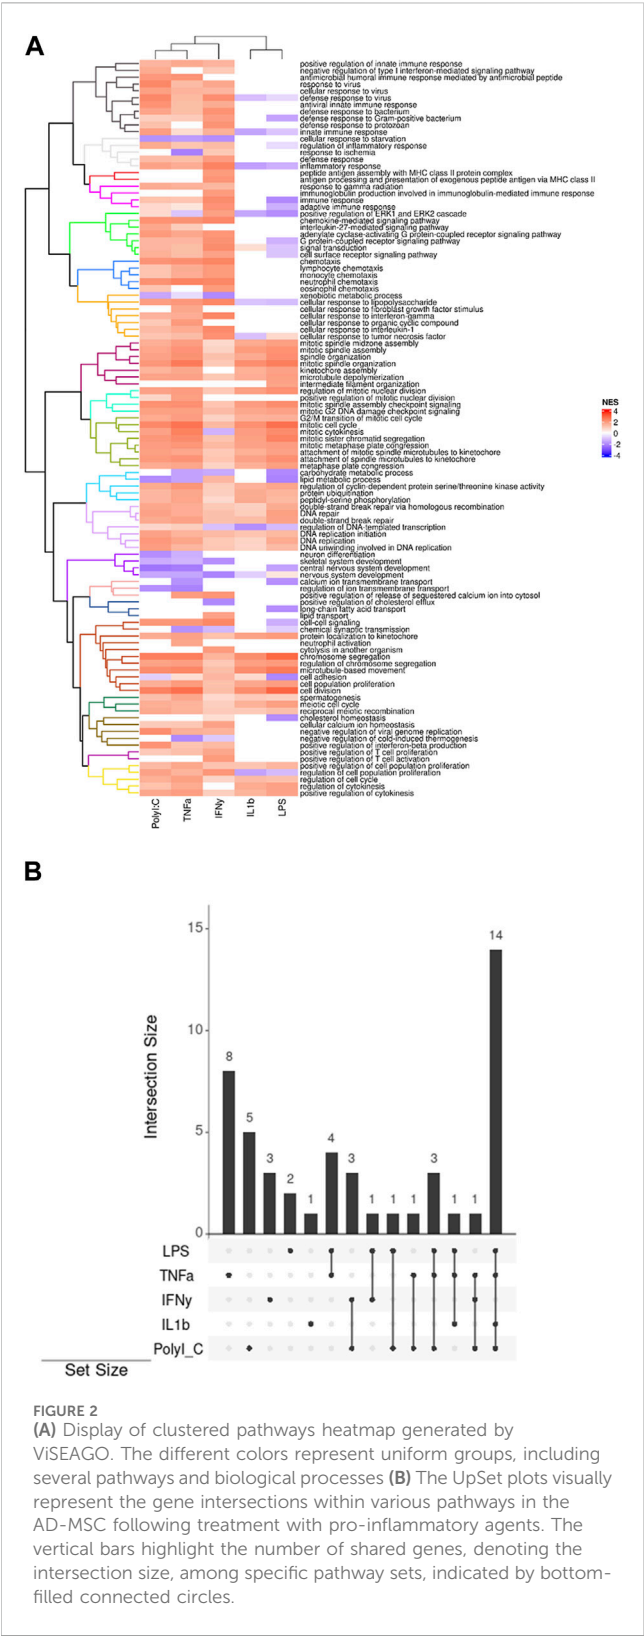 A
positive regulation of innate immune response
negative regulation of type I interferon-mediated signaling pathway
antimicrobial humoral immune response mediated by antimicrobial peptide
response to virus
cellular response to virus
defense response to virus
antiviral innate immune response
defense response to bacterium
defense response to Gram-positive bacterium
defense response to protozoan
innate immune response
cellular response to starvation
regulation of inflammatory response
response to ischemia
defense response
inflammatory response
peptide antigen assembly with MHC class II protein complex
antigen processing and presentation of exogenous peptide antigen via MHC class II
response to gamma radiation
immunoglobulin production involved in immunoglobulin-mediated immune response
immune response
adaptive immune response
positive regulation of ERK1 and ERK2 cascade
chemokine-mediated signaling pathway
interleukin-27-mediated signaling pathway
adenylate cyclase-activating G protein-coupled receptor signaling pathway
G protein-coupled receptor signaling pathway
signal transduction
cell surface receptor signaling pathway
chemotaxis
lymphocyte chemotaxis
monocyte chemotaxis
neutrophil chemotaxis
eosinophil chemotaxis
xenobiotic metabolic process
cellular response to lipopolysaccharide
cellular response to fibroblast growth factor stimulus
cellular response to interferon-gamma
cellular response to organic cyclic compound
cellular response to interleukin-1
cellular response to tumor necrosis factor
mitotic spindle midzone assembly
mitotic spindle assembly
spindle organization
mitotic spindle organization
kinetochore assembly
microtubule depolymerization
intermediate filament organization
regulation of mitotic nuclear division
positive regulation of mitotic nuclear division
mitotic spindle assembly checkpoint signaling
mitotic G2 DNA damage checkpoint signaling
G2/M transition of mitotic cell cycle
mitotic cell cycle
mitotic cytokinesis
mitotic sister chromatid segregation
mitotic metaphase plate congression
attachment of mitotic spindle microtubules to kinetochore
attachment of spindle microtubules to kinetochore
metaphase plate congression
carbohydrate metabolic process
lipid metabolic process
regulation of cyclin-dependent protein serine/threonine kinase activity
protein ubiquitination
peptidyl-serine phosphorylation
double-strand break repair via homologous recombination
DNA repair
double-strand break repair
regulation of DNA-templated transcription
DNA replication initiation
DNA replication
DNA unwinding involved in DNA replication
neuron differentiation
skeletal system development
central nervous system development
nervous system development
calcium ion transmembrane transport
regulation of ion transmembrane transport
positive regulation of release of sequestered calcium ion into cytosol
positive regulation of cholesterol efflux
long-chain fatty acid transport
lipid transport
cell-cell signaling
chemical synaptic transmission
protein localization to kinetochore
neutrophil activation
cytolysis in another organism
chromosome segregation
regulation of chromosome segregation
microtubule-based movement
cell adhesion
cell population proliferation
cell division
spermatogenesis
meiotic cell cycle
reciprocal meiotic recombination
cholesterol homeostasis
cellular calcium ion homeostasis
negative regulation of viral genome replication
negative regulation of cold-induced thermogenesis
positive regulation of interferon-beta production
positive regulation of T cell proliferation
positive regulation of T cell activation
positive regulation of cell population proliferation
regulation of cell population proliferation
regulation of cell cycle
regulation of cytokinesis
positive regulation of cytokinesis
NES
4
2
0
-2
-4
PolyI:C TNFa IFNy IL1b LPS
B
Intersection Size
15
10
5
0
8 5 3 2 1 4 3 1 1 1 3 1 1 14
LPS
TNFa
IFNy
IL1b
PolyI_C
Set Size
FIGURE 2
(A) Display of clustered pathways heatmap generated by
ViSEAGO. The different colors represent uniform groups, including
several pathways and biological processes (B) The UpSet plots visually
represent the gene intersections within various pathways in the
AD-MSC following treatment with pro-inflammatory agents. The
vertical bars highlight the number of shared genes, denoting the
intersection size, among specific pathway sets, indicated by bottom-
filled connected circles.